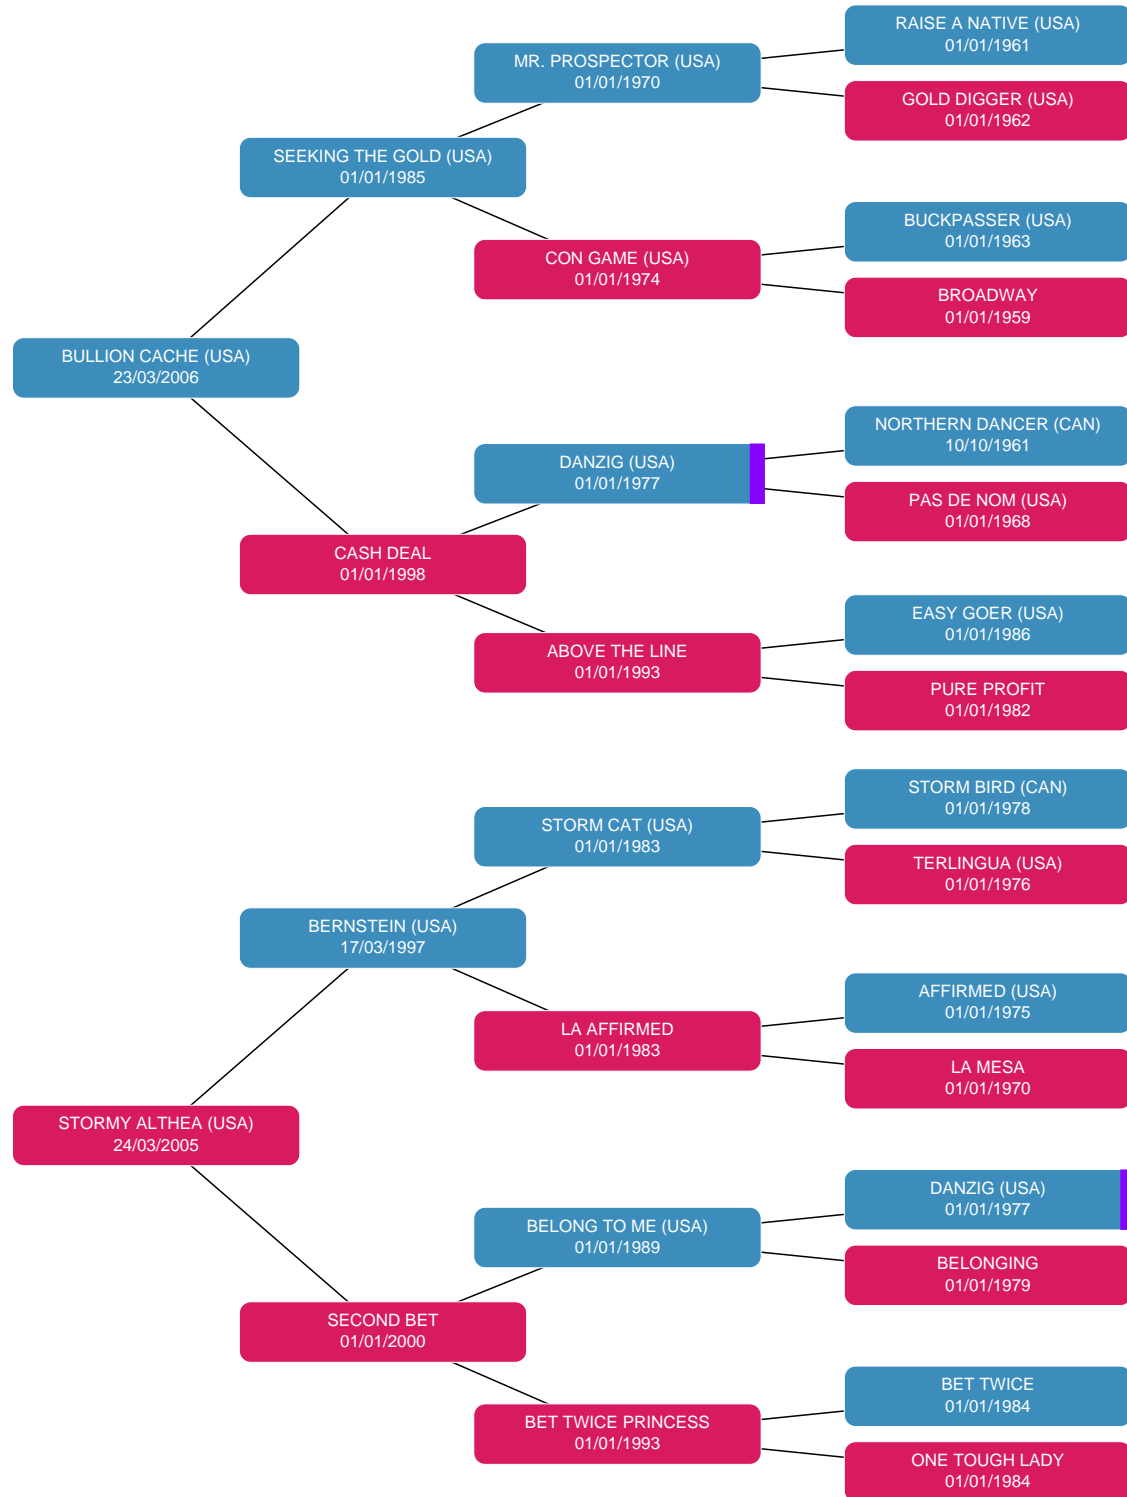 RAISE A NATIVE (USA)
01/01/1961
MR. PROSPECTOR (USA)
01/01/1970
GOLD DIGGER (USA)
01/01/1962
SEEKING THE GOLD (USA)
01/01/1985
BUCKPASSER (USA)
01/01/1963
CON GAME (USA)
01/01/1974
BROADWAY
01/01/1959
BULLION CACHE (USA)
23/03/2006
NORTHERN DANCER (CAN)
10/10/1961
DANZIG (USA)
01/01/1977
PAS DE NOM (USA)
01/01/1968
CASH DEAL
01/01/1998
EASY GOER (USA)
01/01/1986
ABOVE THE LINE
01/01/1993
PURE PROFIT
01/01/1982
STORM BIRD (CAN)
01/01/1978
STORM CAT (USA)
01/01/1983
TERLINGUA (USA)
01/01/1976
BERNSTEIN (USA)
17/03/1997
AFFIRMED (USA)
01/01/1975
LA AFFIRMED
01/01/1983
LA MESA
01/01/1970
STORMY ALTHEA (USA)
24/03/2005
DANZIG (USA)
01/01/1977
BELONG TO ME (USA)
01/01/1989
BELONGING
01/01/1979
SECOND BET
01/01/2000
BET TWICE
01/01/1984
BET TWICE PRINCESS
01/01/1993
ONE TOUGH LADY
01/01/1984